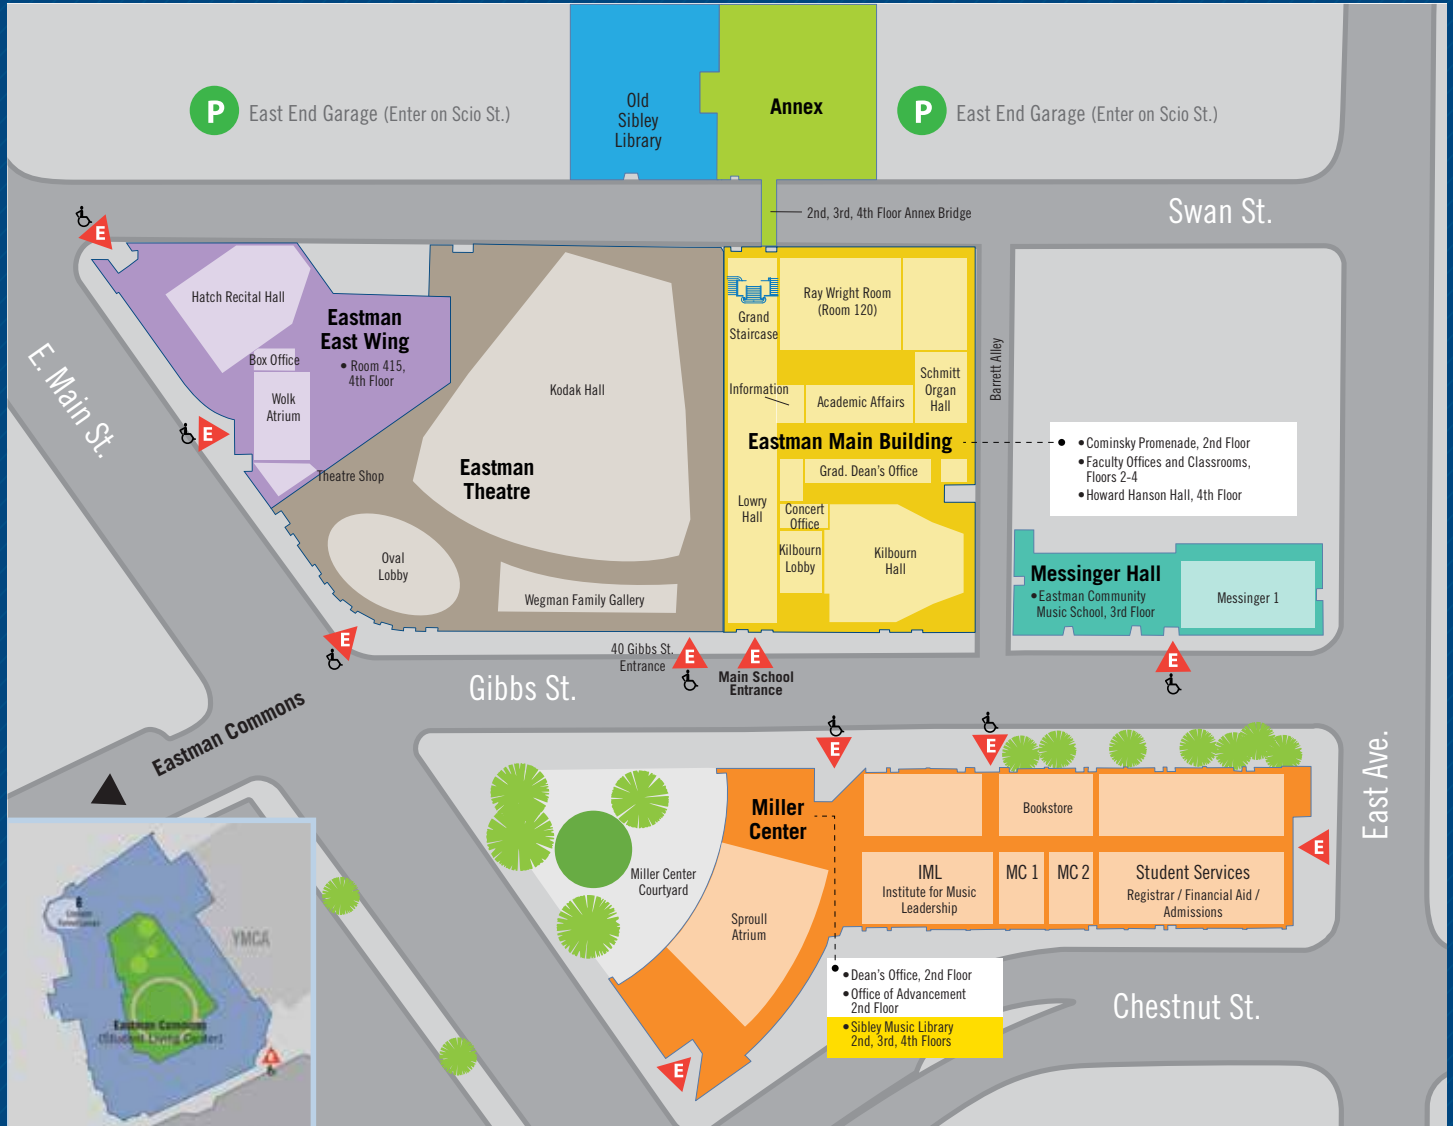 Old
Sibley
Library
Annex
P
East End Garage (Enter on Scio St.)
P
East End Garage (Enter on Scio St.)
2nd, 3rd, 4th Floor Annex Bridge
Swan St.
E
Hatch Recital Hall
Eastman
East Wing
• Room 415,
4th Floor
Box Office
Wolk
Atrium
Theatre Shop
E
E. Main St.
Kodak Hall
Eastman
Theatre
Oval
Lobby
Wegman Family Gallery
Grand
Staircase
Ray Wright Room
(Room 120)
Information
Academic Affairs
Schmitt
Organ
Hall
Eastman Main Building
Grad. Dean's Office
Lowry
Hall
Concert
Office
Kilbourn
Lobby
Kilbourn
Hall
Barrett Alley
• Cominsky Promenade, 2nd Floor
• Faculty Offices and Classrooms,
Floors 2-4
• Howard Hanson Hall, 4th Floor
Messinger Hall
• Eastman Community
Music School, 3rd Floor
Messinger 1
E
E
40 Gibbs St.
Entrance
E
E
Main School
Entrance
Gibbs St.
Eastman Commons
E
E
Miller
Center
Bookstore
E
East Ave.
Miller Center
Courtyard
Sproull
Atrium
IML
Institute for Music
Leadership
MC 1
MC 2
Student Services
Registrar / Financial Aid /
Admissions
• Dean's Office, 2nd Floor
• Office of Advancement
2nd Floor
• Sibley Music Library
2nd, 3rd, 4th Floors
Chestnut St.
E
YMCA
Eastman Commons
(Student Living Center)